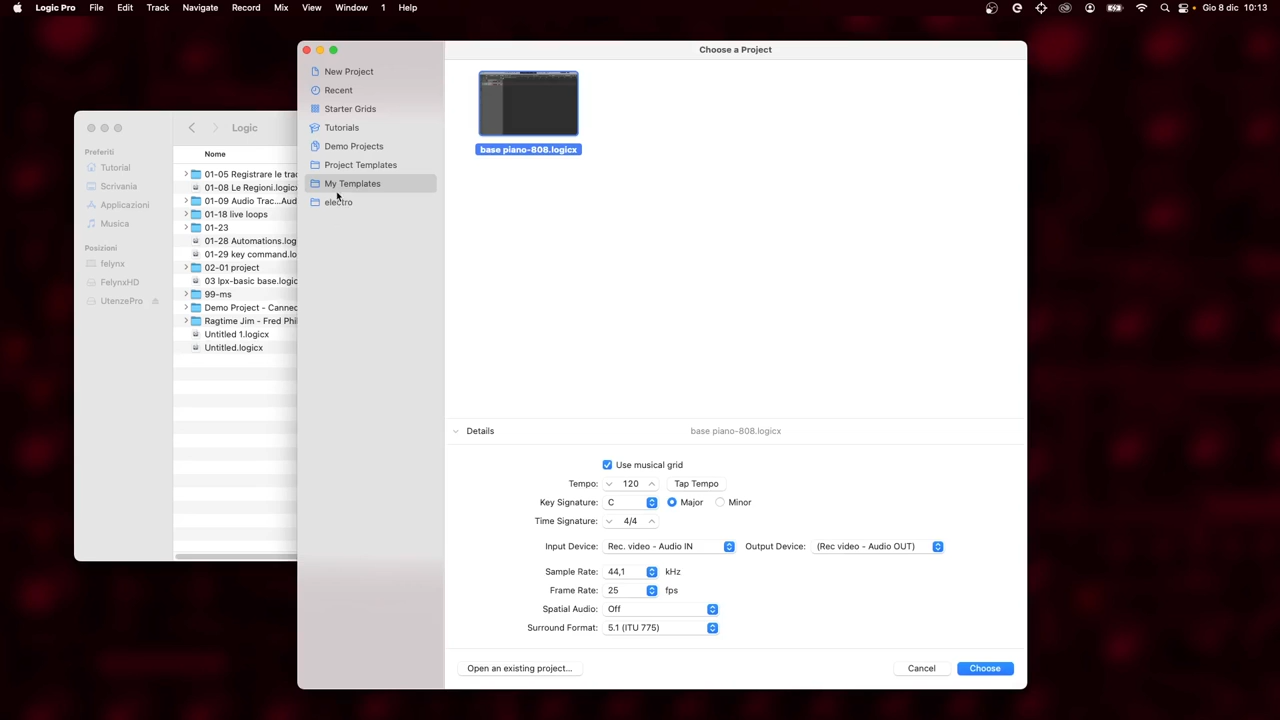 Logic Pro File Edit Track Navigate Record Mix View Window 1 Help Gio 8 dic 10:13
Choose a Project
New Project
Recent
Starter Grids
Tutorials
Demo Projects
Project Templates
My Templates
electro
base piano-808.logicx
Logic
Preferiti
Tutorial
Scrivania
Applicazioni
Musica
Posizioni
felynx
FelynxHD
UtenzePro
Nome
01-05 Registrare le trac
01-08 Le Regioni.logicx
01-09 Audio Trac...Aud
01-18 live loops
01-23
01-28 Automations.log
01-29 key command.lo
02-01 project
03 lpx-basic base.logic
99-ms
Demo Project - Cannec
Ragtime Jim - Fred Phi
Untitled 1.logicx
Untitled.logicx
Details base piano-808.logicx
Use musical grid
Tempo: 120 Tap Tempo
Key Signature: C Major Minor
Time Signature: 4/4
Input Device: Rec. video - Audio IN Output Device: (Rec video - Audio OUT)
Sample Rate: 44,1 kHz
Frame Rate: 25 fps
Spatial Audio: Off
Surround Format: 5.1 (ITU 775)
Open an existing project... Cancel Choose